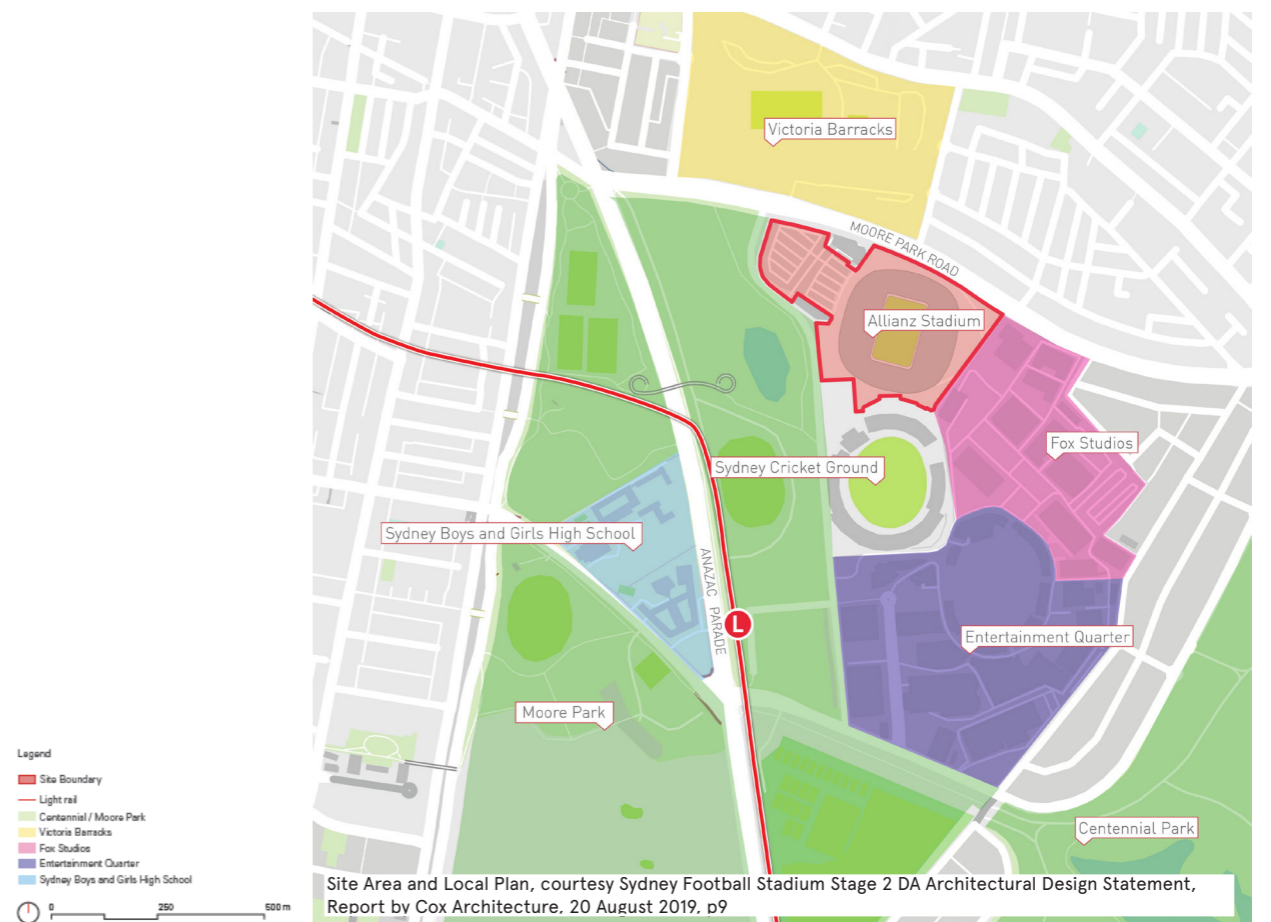 Victoria Barracks
MOORE PARK ROAD
Allianz Stadium
Fox Studios
Sydney Cricket Ground
Sydney Boys and Girls High School
ANAZAC PARADE
L
Entertainment Quarter
Moore Park
Centennial Park
Legend
Site Boundary
Light rail
Centennial / Moore Park
Victoria Barracks
Fox Studios
Entertainment Quarter
Sydney Boys and Girls High School
0 250 500 m
Site Area and Local Plan, courtesy Sydney Football Stadium Stage 2 DA Architectural Design Statement,
Report by Cox Architecture, 20 August 2019, p9